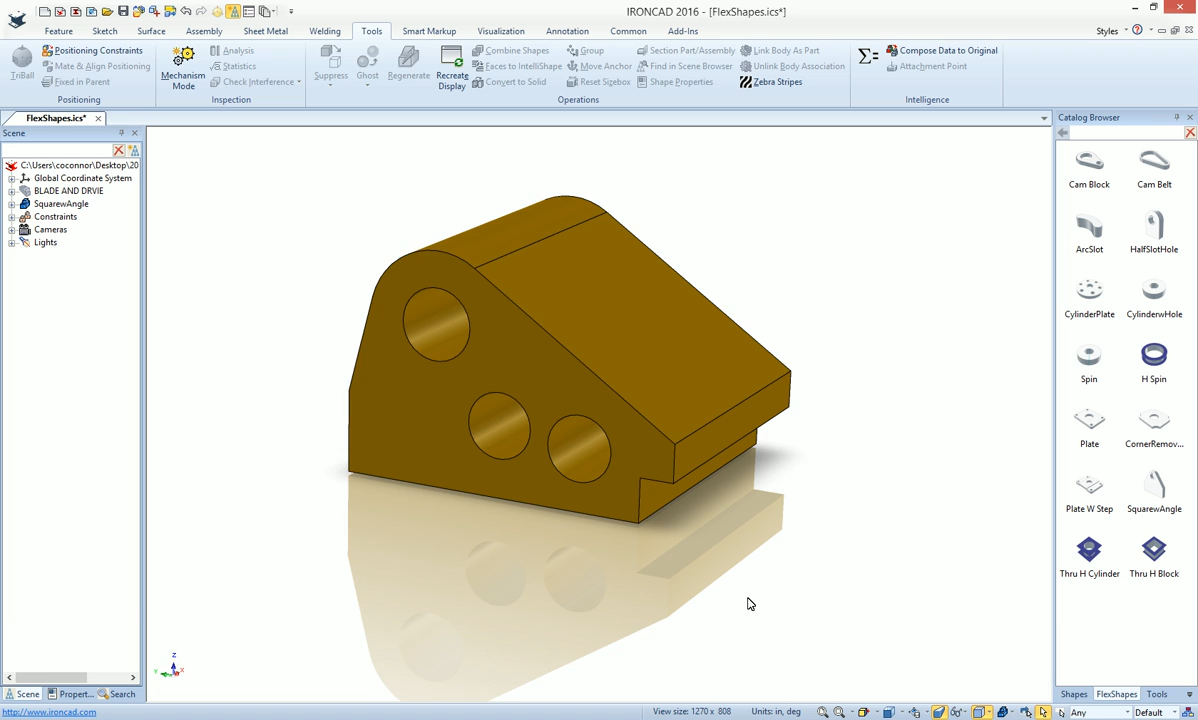 IRONCAD 2016 - [FlexShapes.ics*]
Feature Sketch Surface Assembly Sheet Metal Welding Tools Smart Markup Visualization Annotation Common Add-Ins Styles
TriBall
Positioning Constraints
Mate & Align Positioning
Fixed in Parent
Positioning
Mechanism Mode
Analysis
Statistics
Check Interference
Inspection
Suppress
Ghost
Regenerate
Recreate Display
Combine Shapes
Faces to IntelliShape
Convert to Solid
Group
Move Anchor
Reset Sizebox
Section Part/Assembly
Find in Scene Browser
Shape Properties
Link Body As Part
Unlink Body Association
Zebra Stripes
Operations
Compose Data to Original
Attachment Point
Intelligence
FlexShapes.ics*
Scene
C:\Users\coconnor\Desktop\20
Global Coordinate System
BLADE AND DRVIE
SquarewAngle
Constraints
Cameras
Lights
Z
Y
X
Catalog Browser
Cam Block Cam Belt
ArcSlot HalfSlotHole
CylinderPlate CylinderwHole
Spin H Spin
Plate CornerRemov...
Plate W Step SquarewAngle
Thru H Cylinder Thru H Block
Scene Propert... Search
Shapes FlexShapes Tools
http://www.ironcad.com
View size: 1270 x 808 Units: in, deg Any Default